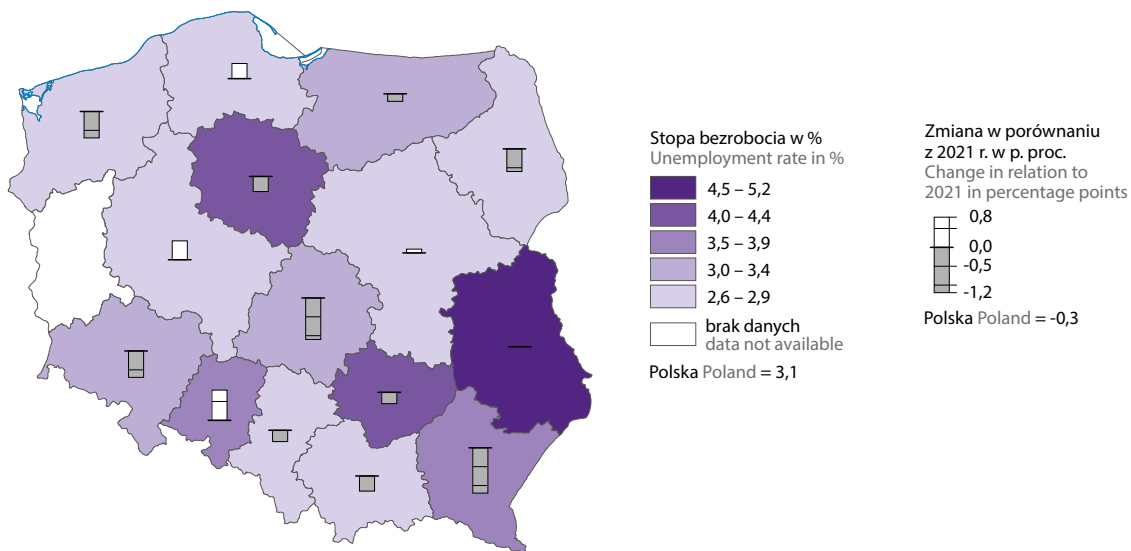 Stopa bezrobocia w %
Unemployment rate in %
4,5 – 5,2
4,0 – 4,4
3,5 – 3,9
3,0 – 3,4
2,6 – 2,9
brak danych
data not available
Polska Poland = 3,1
Zmiana w porównaniu
z 2021 r. w p. proc.
Change in relation to
2021 in percentage points
0,8
0,0
-0,5
-1,2
Polska Poland = -0,3